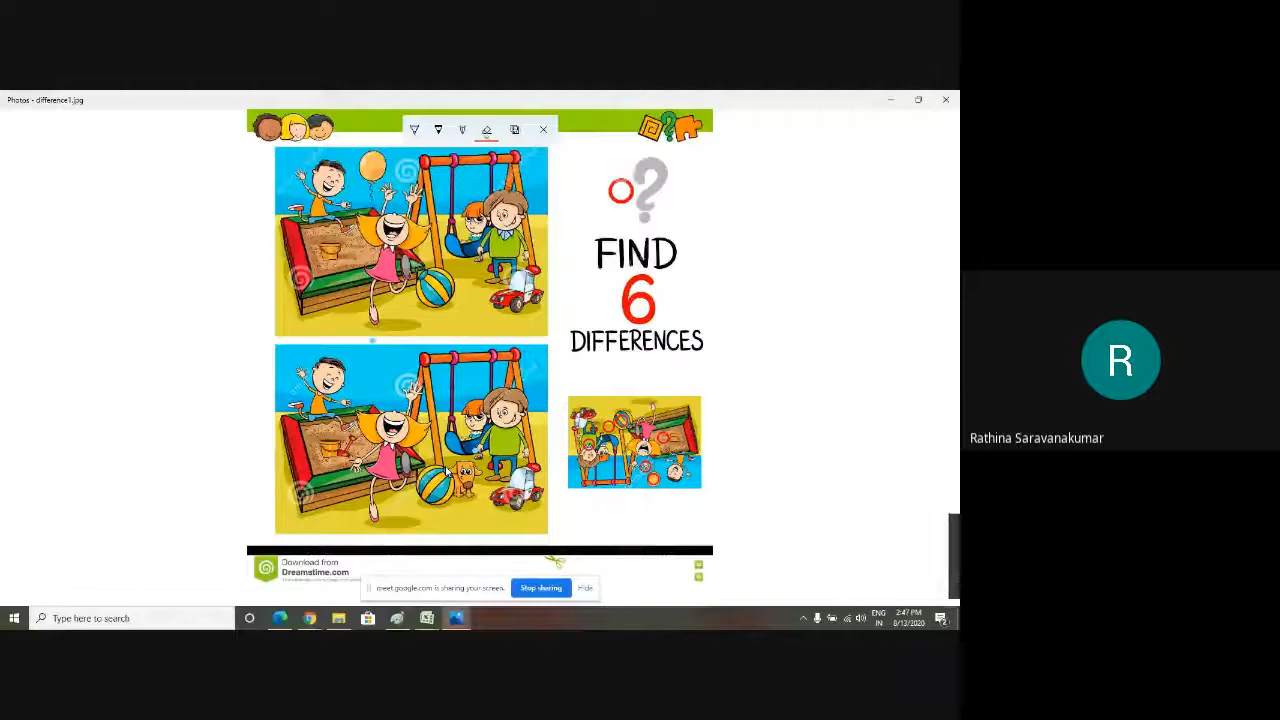 Photos - difference1.jpg
?
FIND
6
DIFFERENCES
R
Rathina Saravanakumar
Download from
Dreamstime.com
meet.google.com is sharing your screen.
Stop sharing
Hide
Type here to search
ENG
IN
2:47 PM
8/13/2020